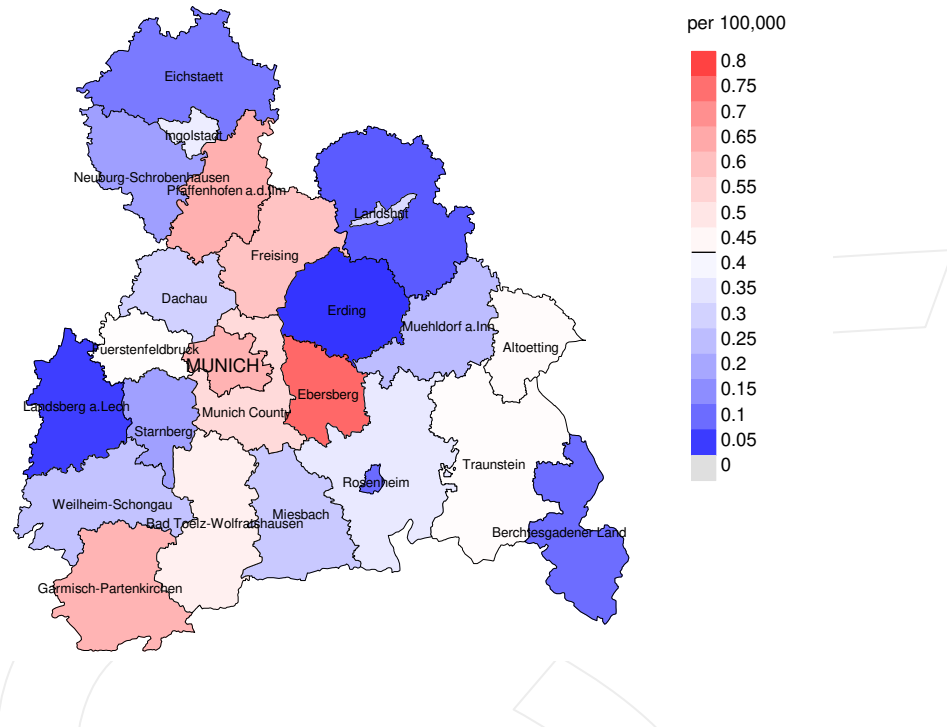 per 100,000
0.8
0.75
0.7
0.65
0.6
0.55
0.5
0.45
0.4
0.35
0.3
0.25
0.2
0.15
0.1
0.05
0
Eichstaett
Ingolstadt
Neuburg-Schrobenhausen
Pfaffenhofen a.d.Ilm
Landshut
Freising
Dachau
Erding
Muehldorf a.Inn
Altoetting
Fuerstenfeldbruck
MUNICH
Ebersberg
Landsberg a.Lech
Munich County
Starnberg
Traunstein
Rosenheim
Weilheim-Schongau
Miesbach
Bad Toelz-Wolfratshausen
Berchtesgadener Land
Garmisch-Partenkirchen